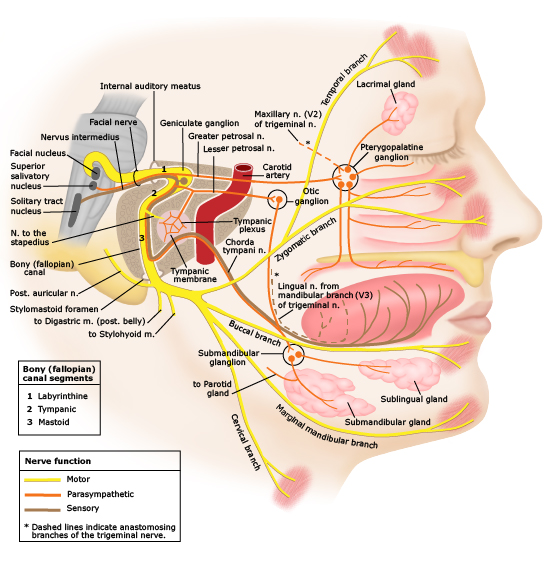 Internal auditory meatus
Temporal branch
Lacrimal gland
Facial nerve
Geniculate ganglion
Maxillary n. (V2)
of trigeminal n.
*
Nervus intermedius
Greater petrosal n.
Lesser petrosal n.
Pterygopalatine
ganglion
Facial nucleus
Superior
salivatory
nucleus
1
Carotid
artery
2
Otic
ganglion
Solitary tract
nucleus
N. to the
stapedius
3
Tympanic
plexus
Zygomatic branch
Chorda
tympani n.
Bony (fallopian)
canal
Tympanic
membrane
*
Lingual n. from
mandibular branch (V3)
of trigeminal n.
Post. auricular n.
Stylomastoid foramen
to Digastric m. (post. belly)
to Stylohyoid m.
Buccal branch
Submandibular
glanglion
to Parotid
gland
Sublingual gland
Submandibular gland
Marginal mandibular branch
Cervical branch
Bony (fallopian)
canal segments
1 Labyrinthine
2 Tympanic
3 Mastoid
Nerve function
Motor
Parasympathetic
Sensory
* Dashed lines indicate anastomosing
branches of the trigeminal nerve.